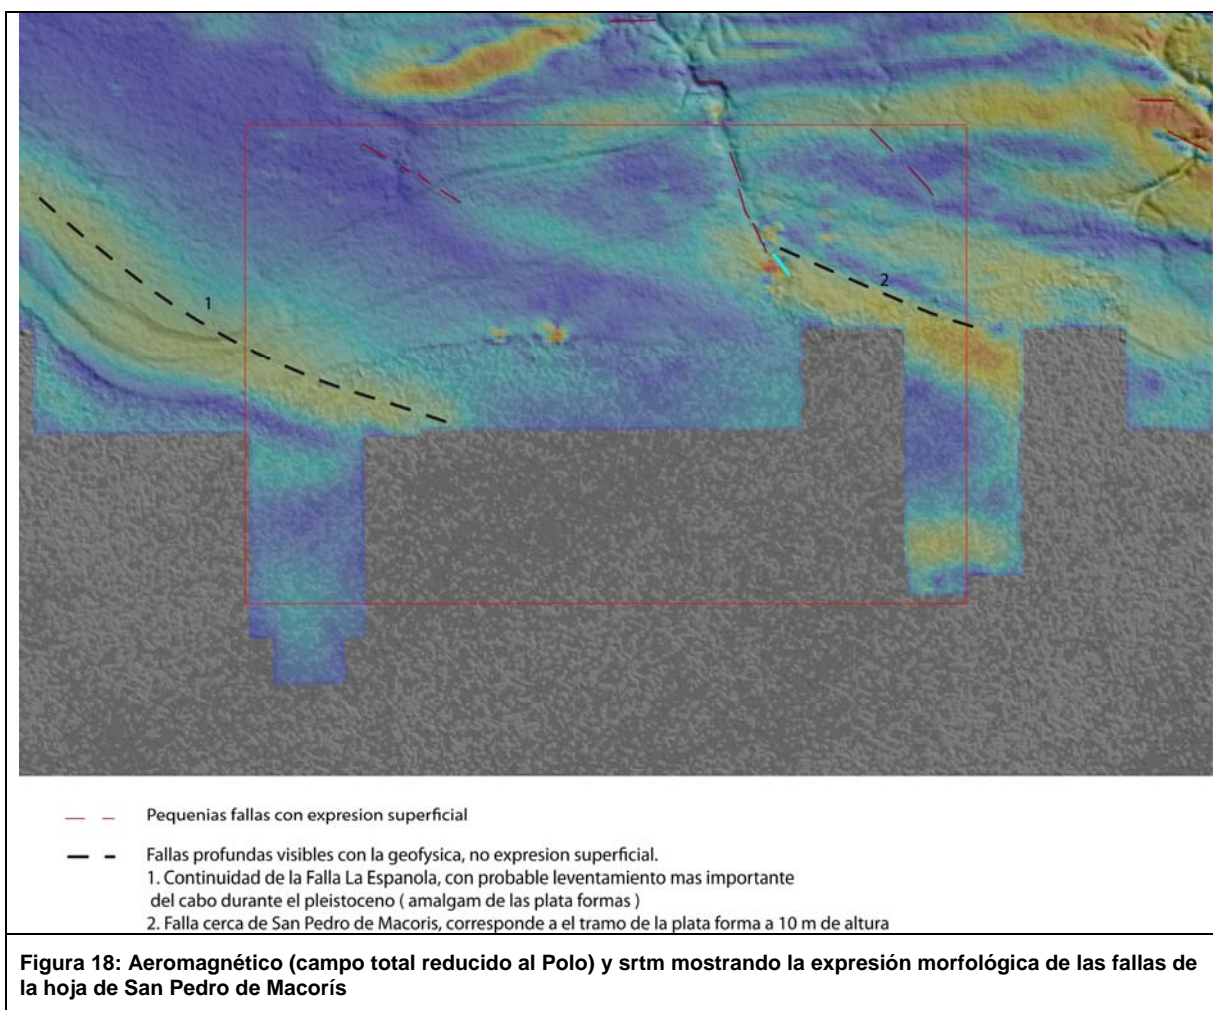 1
2
Pequenias fallas con expresion superficial
Fallas profundas visibles con la geofysica, no expresion superficial.
1. Continuidad de la Falla La Espanola, con probable leventamiento mas importante
del cabo durante el pleistoceno ( amalgam de las plata formas )
2. Falla cerca de San Pedro de Macoris, corresponde a el tramo de la plata forma a 10 m de altura
Figura 18: Aeromagnético (campo total reducido al Polo) y srtm mostrando la expresión morfológica de las fallas de
la hoja de San Pedro de Macorís